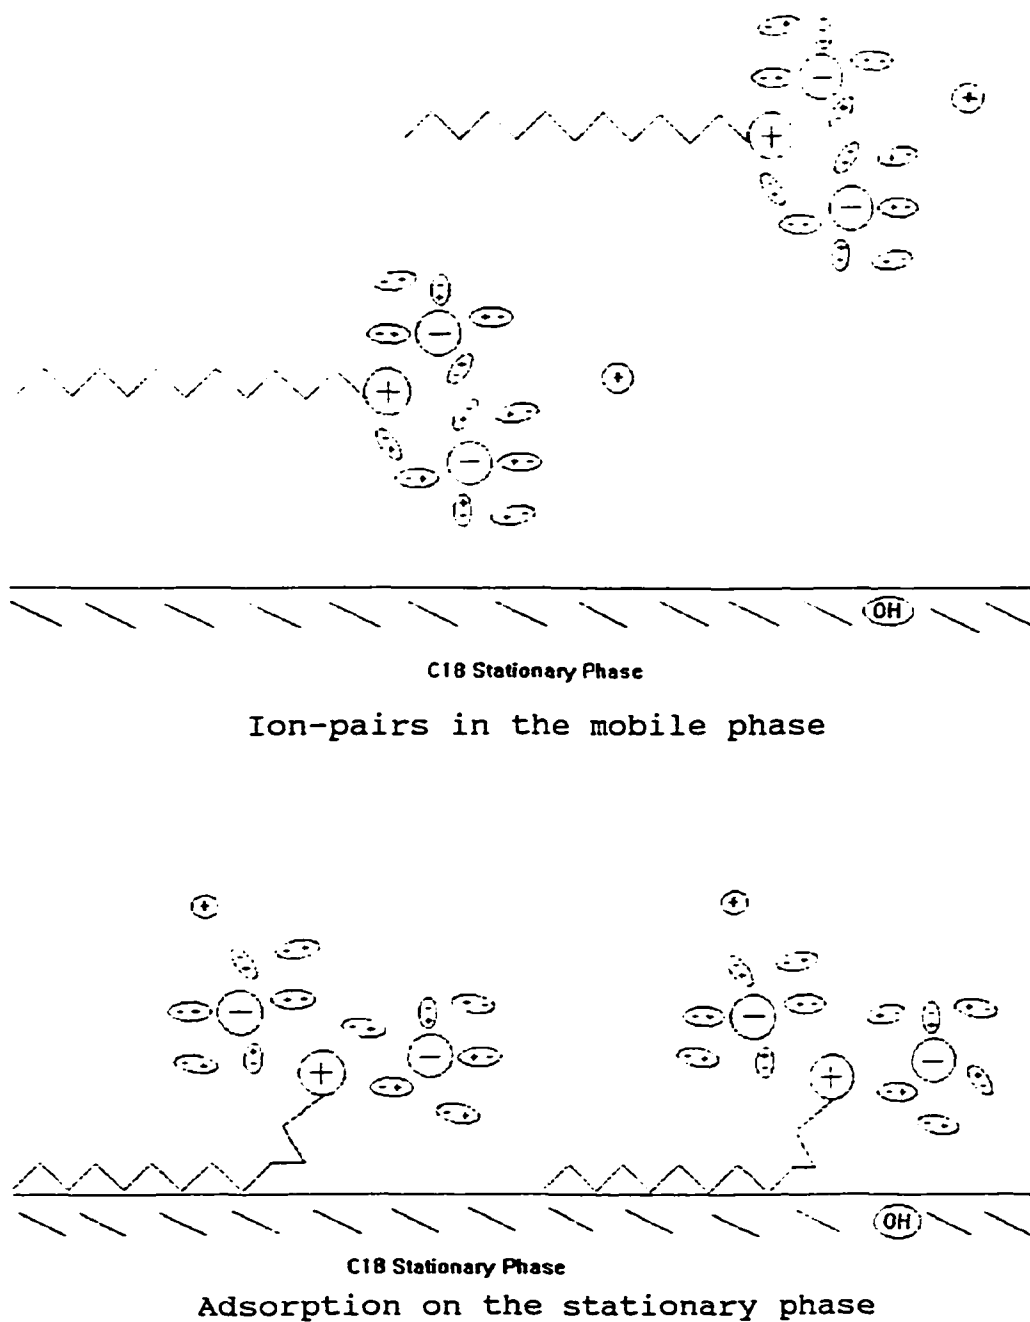 OH
C18 Stationary Phase
Ion-pairs in the mobile phase
OH
C18 Stationary Phase
Adsorption on the stationary phase